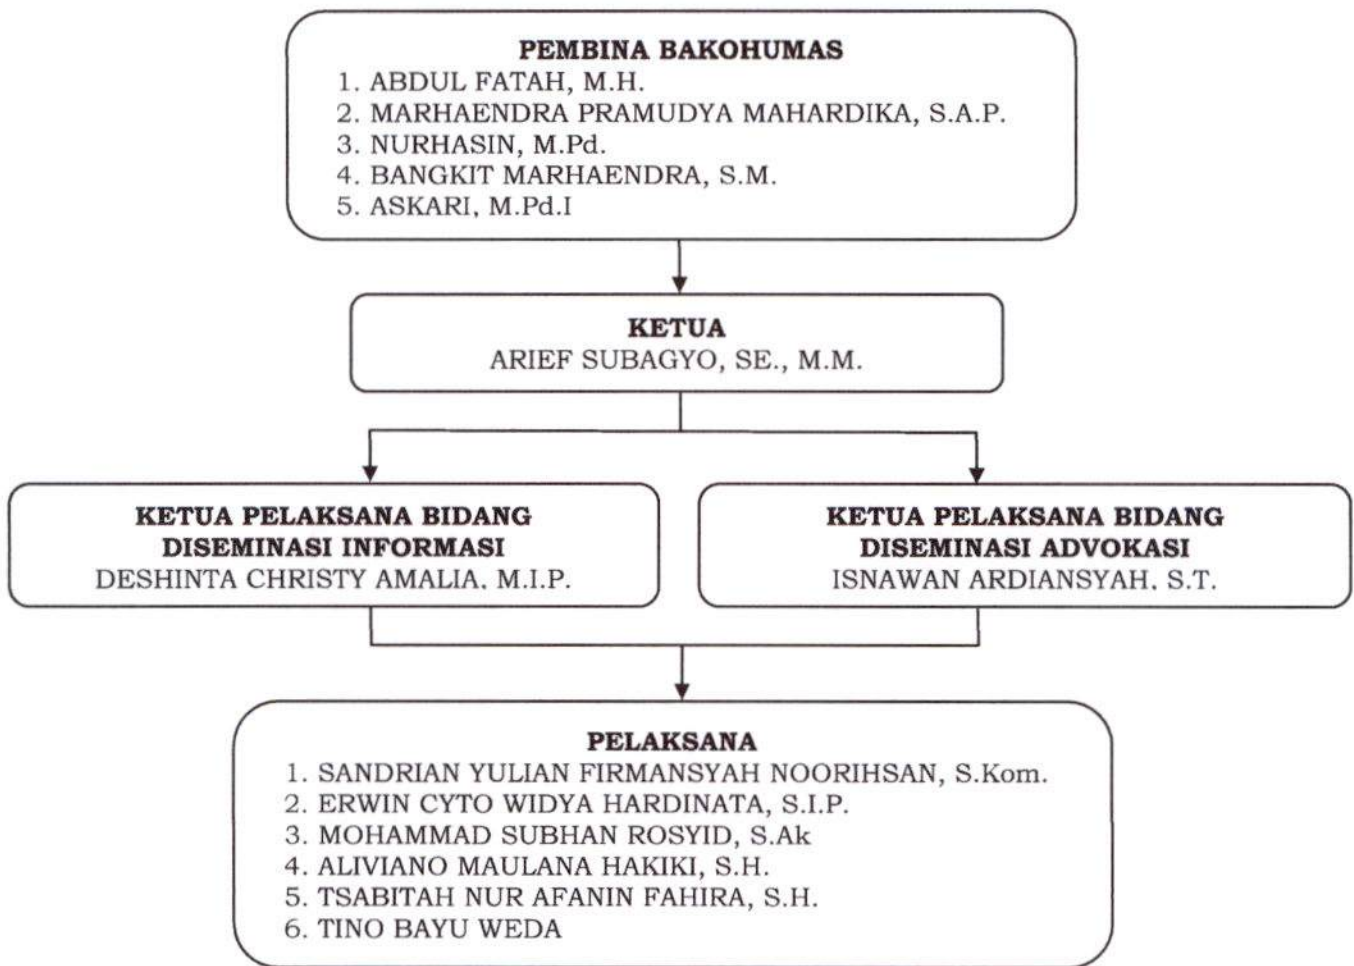 PEMBINA BAKOHUMAS
1. ABDUL FATAH, M.H.
2. MARHAENDRA PRAMUDYA MAHARDIKA, S.A.P.
3. NURHASIN, M.Pd.
4. BANGKIT MARHAENDRA, S.M.
5. ASKARI, M.Pd.I
KETUA
ARIEF SUBAGYO, SE., M.M.
KETUA PELAKSANA BIDANG
DISEMINASI INFORMASI
DESHINTA CHRISTY AMALIA, M.I.P.
KETUA PELAKSANA BIDANG
DISEMINASI ADVOKASI
ISNAWAN ARDIANSYAH, S.T.
PELAKSANA
1. SANDRIAN YULIAN FIRMANSYAH NOORIHSAN, S.Kom.
2. ERWIN CYTO WIDYA HARDINATA, S.I.P.
3. MOHAMMAD SUBHAN ROSYID, S.Ak
4. ALIVIANO MAULANA HAKIKI, S.H.
5. TSABITAH NUR AFANIN FAHIRA, S.H.
6. TINO BAYU WEDA